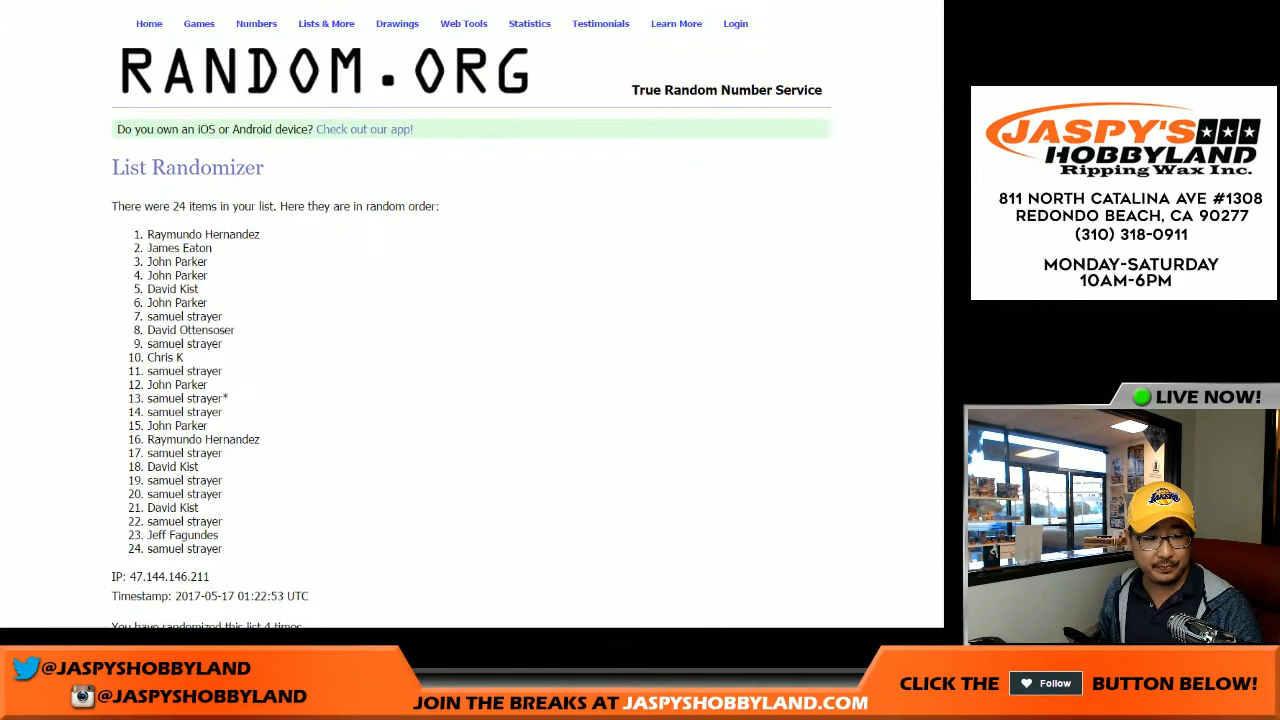 Home Games Numbers Lists & More Drawings Web Tools Statistics Testimonials Learn More Login
RANDOM.ORG
True Random Number Service
Do you own an iOS or Android device? Check out our app!
List Randomizer
There were 24 items in your list. Here they are in random order:
1. Raymundo Hernandez
2. James Eaton
3. John Parker
4. John Parker
5. David Kist
6. John Parker
7. samuel strayer
8. David Ottensoser
9. samuel strayer
10. Chris K
11. samuel strayer
12. John Parker
13. samuel strayer*
14. samuel strayer
15. John Parker
16. Raymundo Hernandez
17. samuel strayer
18. David Kist
19. samuel strayer
20. samuel strayer
21. David Kist
22. samuel strayer
23. Jeff Fagundes
24. samuel strayer
IP: 47.144.146.211
Timestamp: 2017-05-17 01:22:53 UTC
You have randomized this list 4 times
JASPY'S
HOBBYLAND
Ripping Wax Inc.
811 NORTH CATALINA AVE #1308
REDONDO BEACH, CA 90277
(310) 318-0911
MONDAY-SATURDAY
10AM-6PM
LIVE NOW!
@JASPYSHOBBYLAND
@JASPYSHOBBYLAND
JOIN THE BREAKS AT JASPYSHOBBYLAND.COM
CLICK THE Follow BUTTON BELOW!